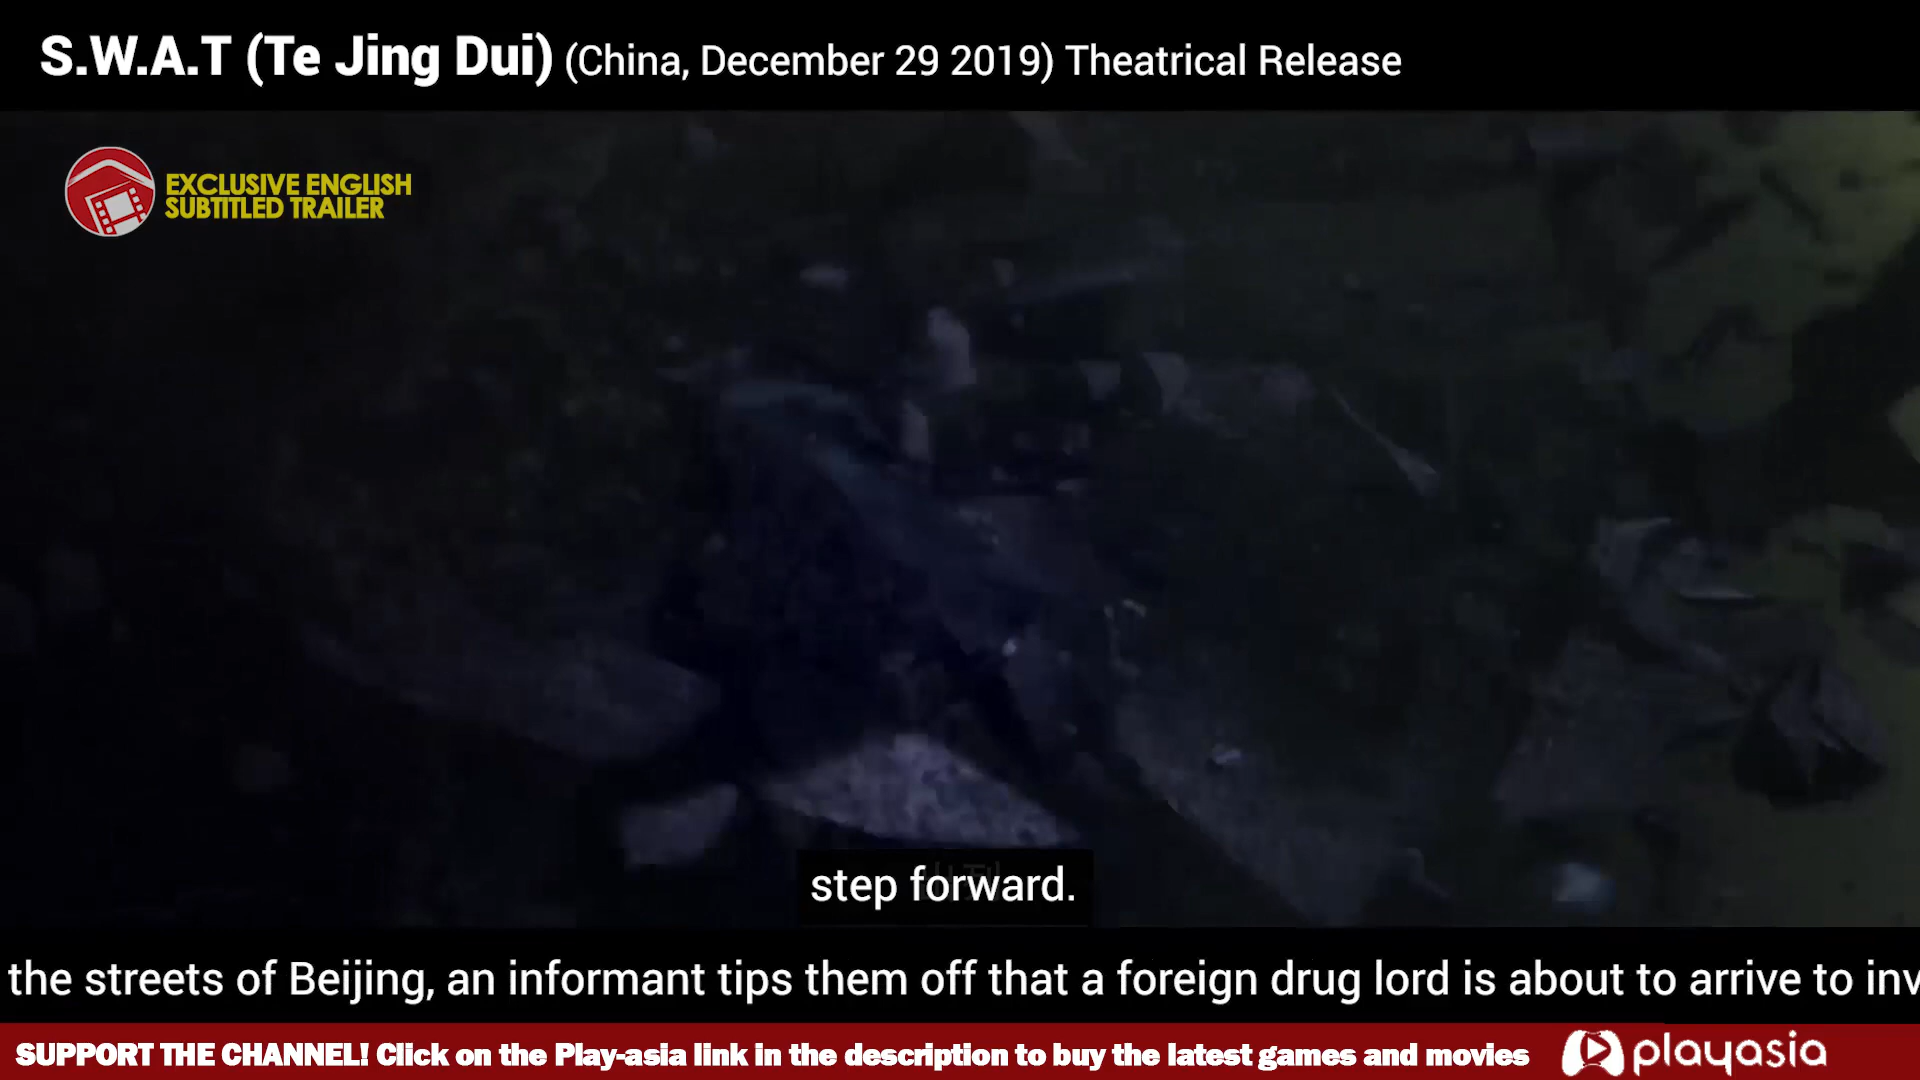 S.W.A.T (Te Jing Dui) (China, December 29 2019) Theatrical Release
EXCLUSIVE ENGLISH
SUBTITLED TRAILER
step forward.
the streets of Beijing, an informant tips them off that a foreign drug lord is about to arrive to inv
SUPPORT THE CHANNEL! Click on the Play-asia link in the description to buy the latest games and movies
playasia